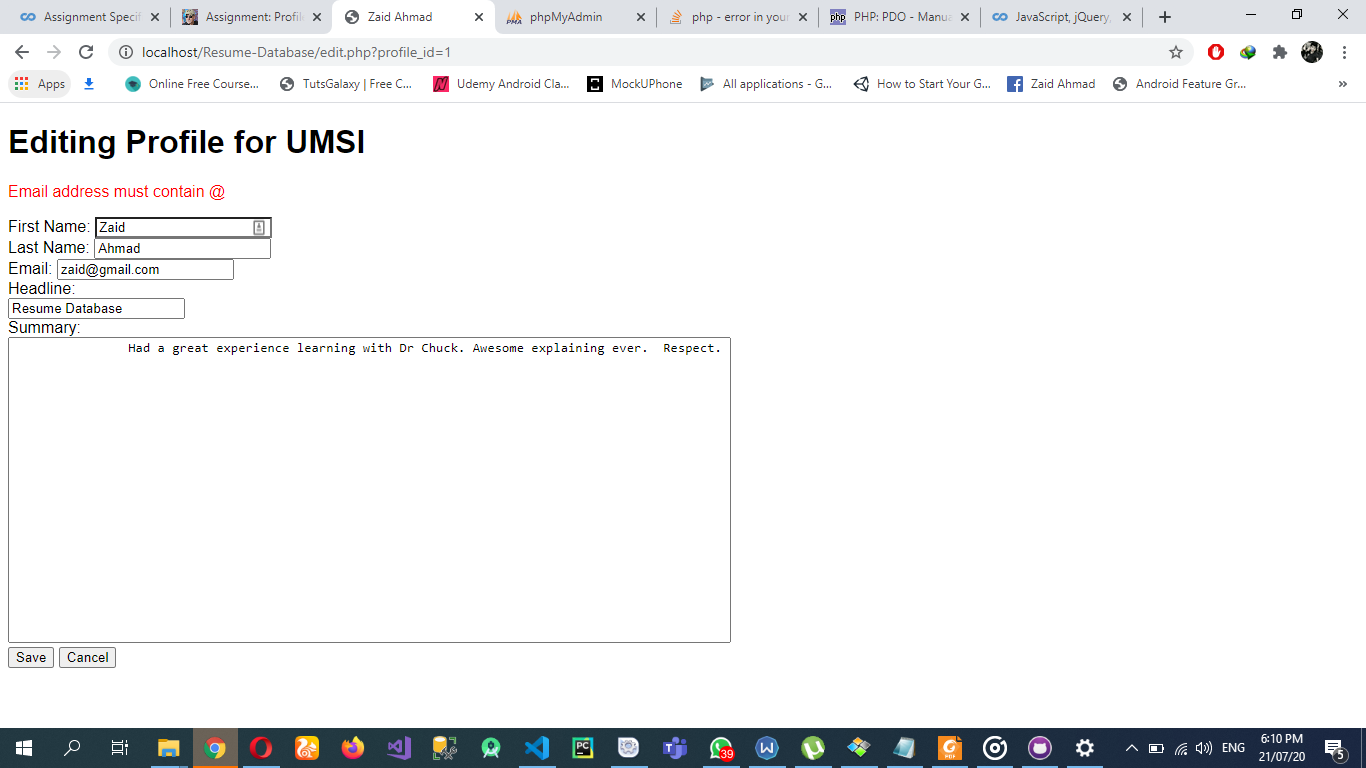 Assignment Specif
Assignment: Profile
Zaid Ahmad
phpMyAdmin
php - error in your
PHP: PDO - Manua
JavaScript, jQuery,
localhost/Resume-Database/edit.php?profile_id=1
Apps
Online Free Course...
TutsGalaxy | Free C...
Udemy Android Cla...
MockUPhone
All applications - G...
How to Start Your G...
Zaid Ahmad
Android Feature Gr...
»
Editing Profile for UMSI
Email address must contain @
First Name: Zaid
Last Name: Ahmad
Email: zaid@gmail.com
Headline:
Resume Database
Summary:
Had a great experience learning with Dr Chuck. Awesome explaining ever.  Respect.
Save Cancel
39
ENG
6:10 PM
21/07/20
5